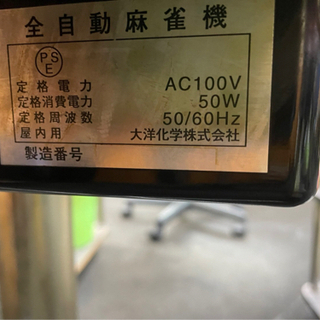 全自動麻雀機
PS
E
定格電力 AC100V
定格消費電力 50W
定格周波数 50/60Hz
屋内用 大洋化学株式会社
製造番号